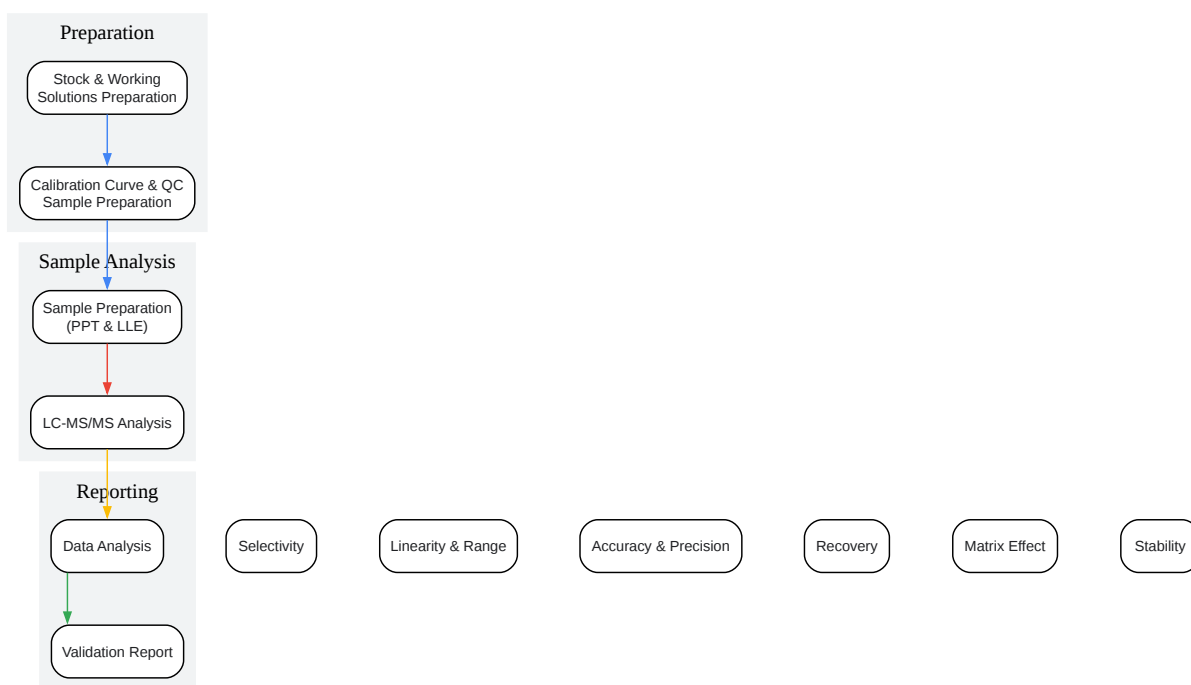 Preparation
Stock & Working
Solutions Preparation
Calibration Curve & QC
Sample Preparation
Sample Analysis
Sample Preparation
(PPT & LLE)
LC-MS/MS Analysis
Reporting
Data Analysis
Selectivity
Linearity & Range
Accuracy & Precision
Recovery
Matrix Effect
Stability
Validation Report